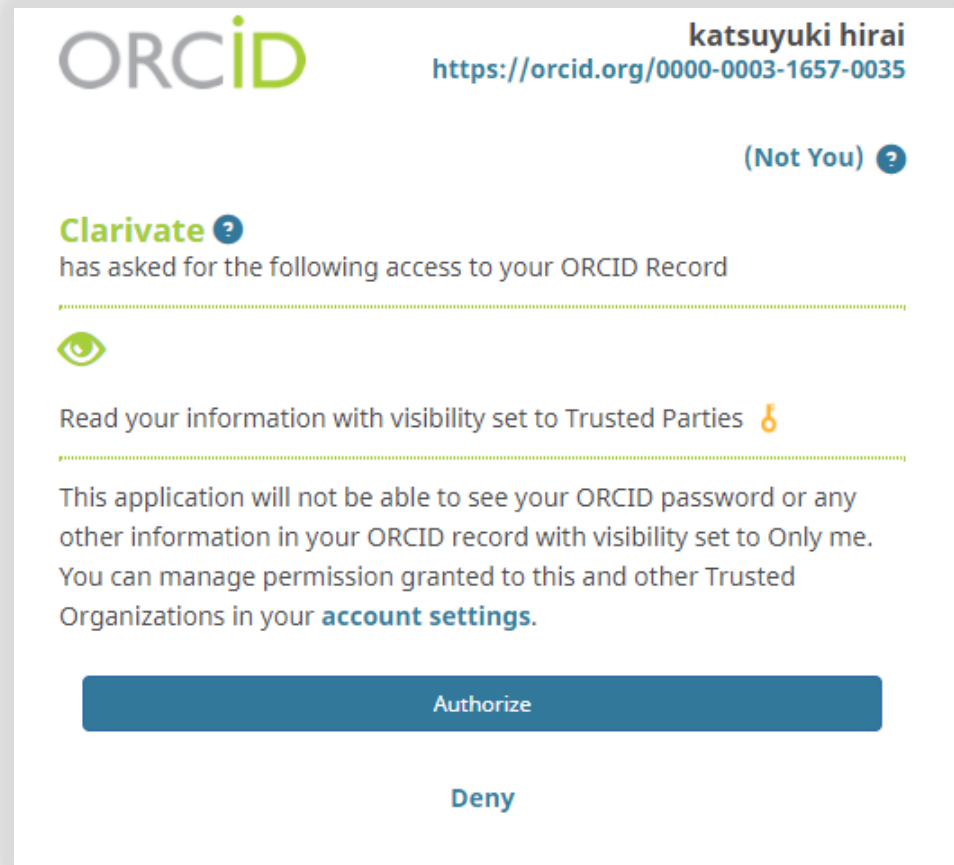 ORCiD
katsuyuki hirai
https://orcid.org/0000-0003-1657-0035
(Not You) ?
Clarivate ?
has asked for the following access to your ORCID Record
Read your information with visibility set to Trusted Parties
This application will not be able to see your ORCID password or any
other information in your ORCID record with visibility set to Only me.
You can manage permission granted to this and other Trusted
Organizations in your account settings.
Authorize
Deny